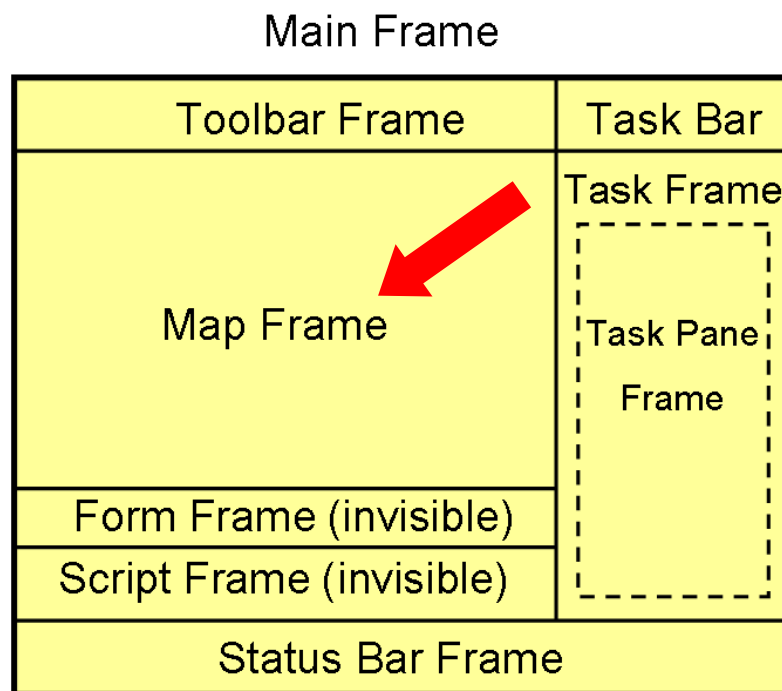 Main Frame
Toolbar Frame
Task Bar
Task Frame
Map Frame
Task Pane
Frame
Form Frame (invisible)
Script Frame (invisible)
Status Bar Frame